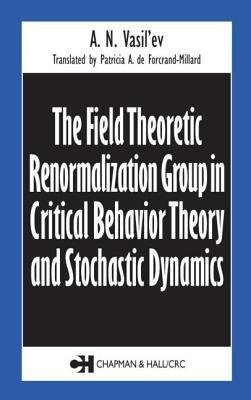 A. N. Vasil'ev
Translated by Patricia A. de Forcrand-Millard
The Field Theoretic
Renormalization Group in
Critical Behavior Theory
and Stochastic Dynamics
CHAPMAN & HALL/CRC